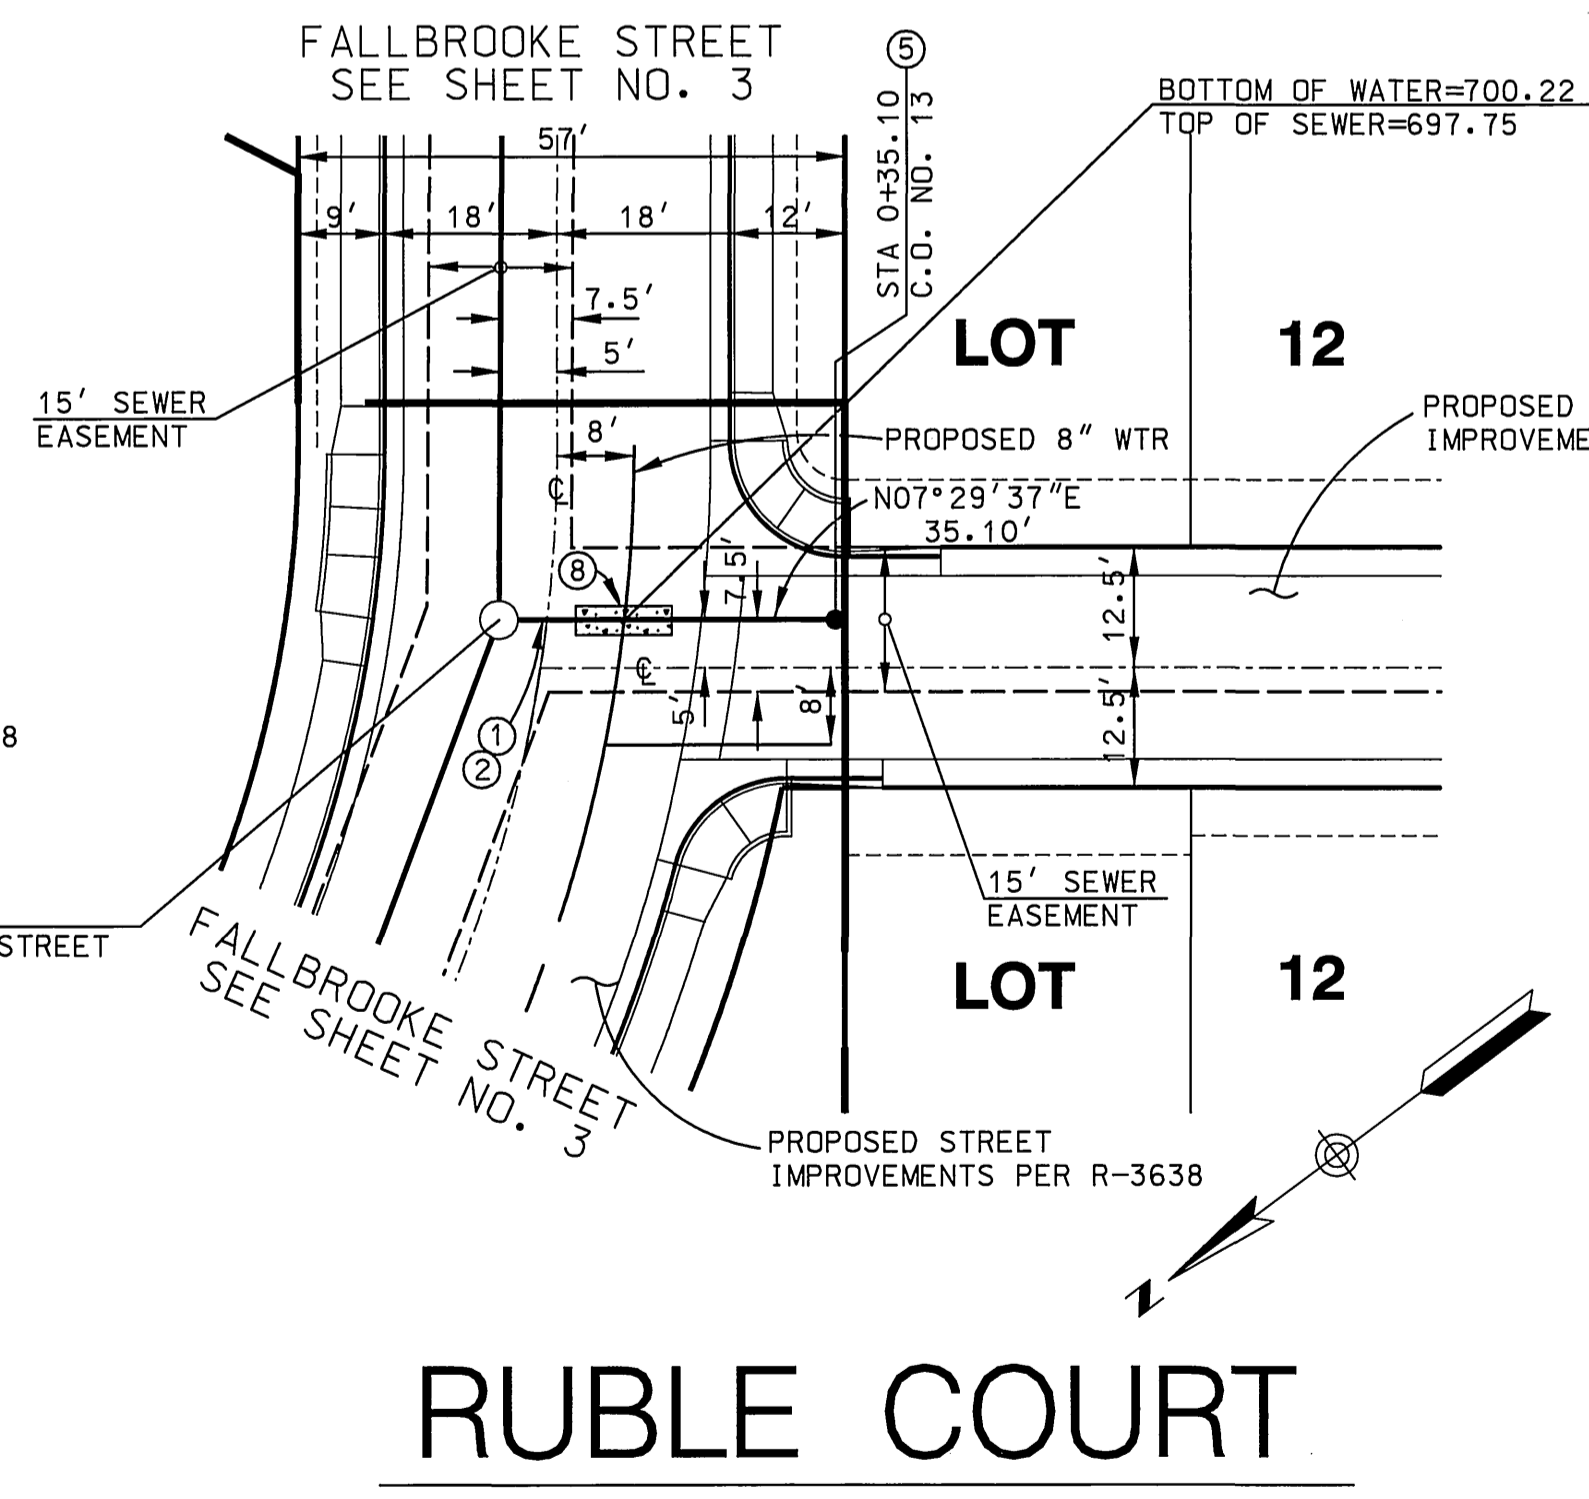 FALLBROOKE STREET
SEE SHEET NO. 3
5
STA 0+35.10
C.O. NO. 13
BOTTOM OF WATER=700.22
TOP OF SEWER=697.75
57'
9'
18'
18'
12'
7.5'
5'
15' SEWER
EASEMENT
LOT 12
PROPOSED
IMPROVEME
8'
PROPOSED 8" WTR
℄
N07°29'37"E
35.10'
8
7.5'
12.5'
℄
5'
8'
12.5'
1
2
8
15' SEWER
EASEMENT
STREET
FALLBROOKE STREET
SEE SHEET NO. 3
LOT 12
PROPOSED STREET
IMPROVEMENTS PER R-3638
N
RUBLE COURT